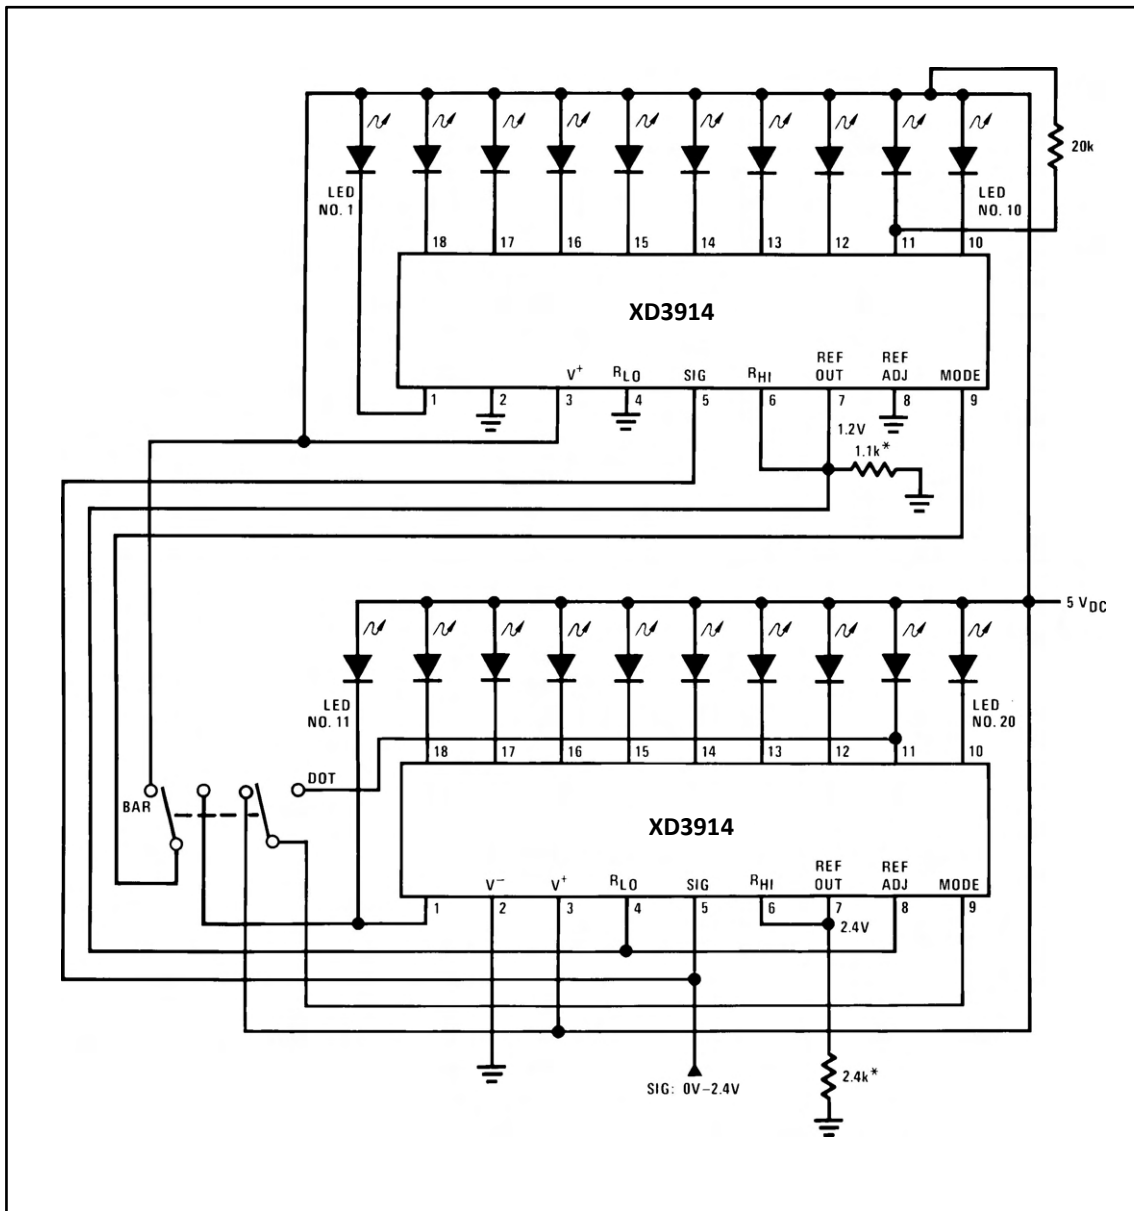 20k
LED
NO. 1
LED
NO. 10
18 17 16 15 14 13 12 11 10
XD3914
V+ RLO SIG RHI REF OUT REF ADJ MODE
1 2 3 4 5 6 7 8 9
1.2V
1.1k*
5 VDC
LED
NO. 11
LED
NO. 20
18 17 16 15 14 13 12 11 10
DOT
BAR
XD3914
V− V+ RLO SIG RHI REF OUT REF ADJ MODE
1 2 3 4 5 6 7 8 9
2.4V
2.4k*
SIG: 0V–2.4V